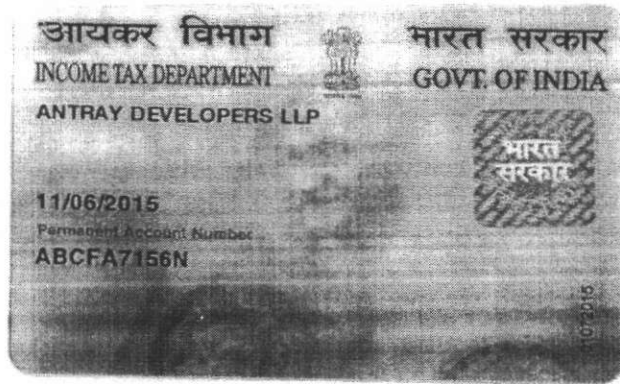 आयकर विभाग
INCOME TAX DEPARTMENT
भारत सरकार
GOVT. OF INDIA
ANTRAY DEVELOPERS LLP
भारत सरकार
11/06/2015
Permanent Account Number
ABCFA7156N